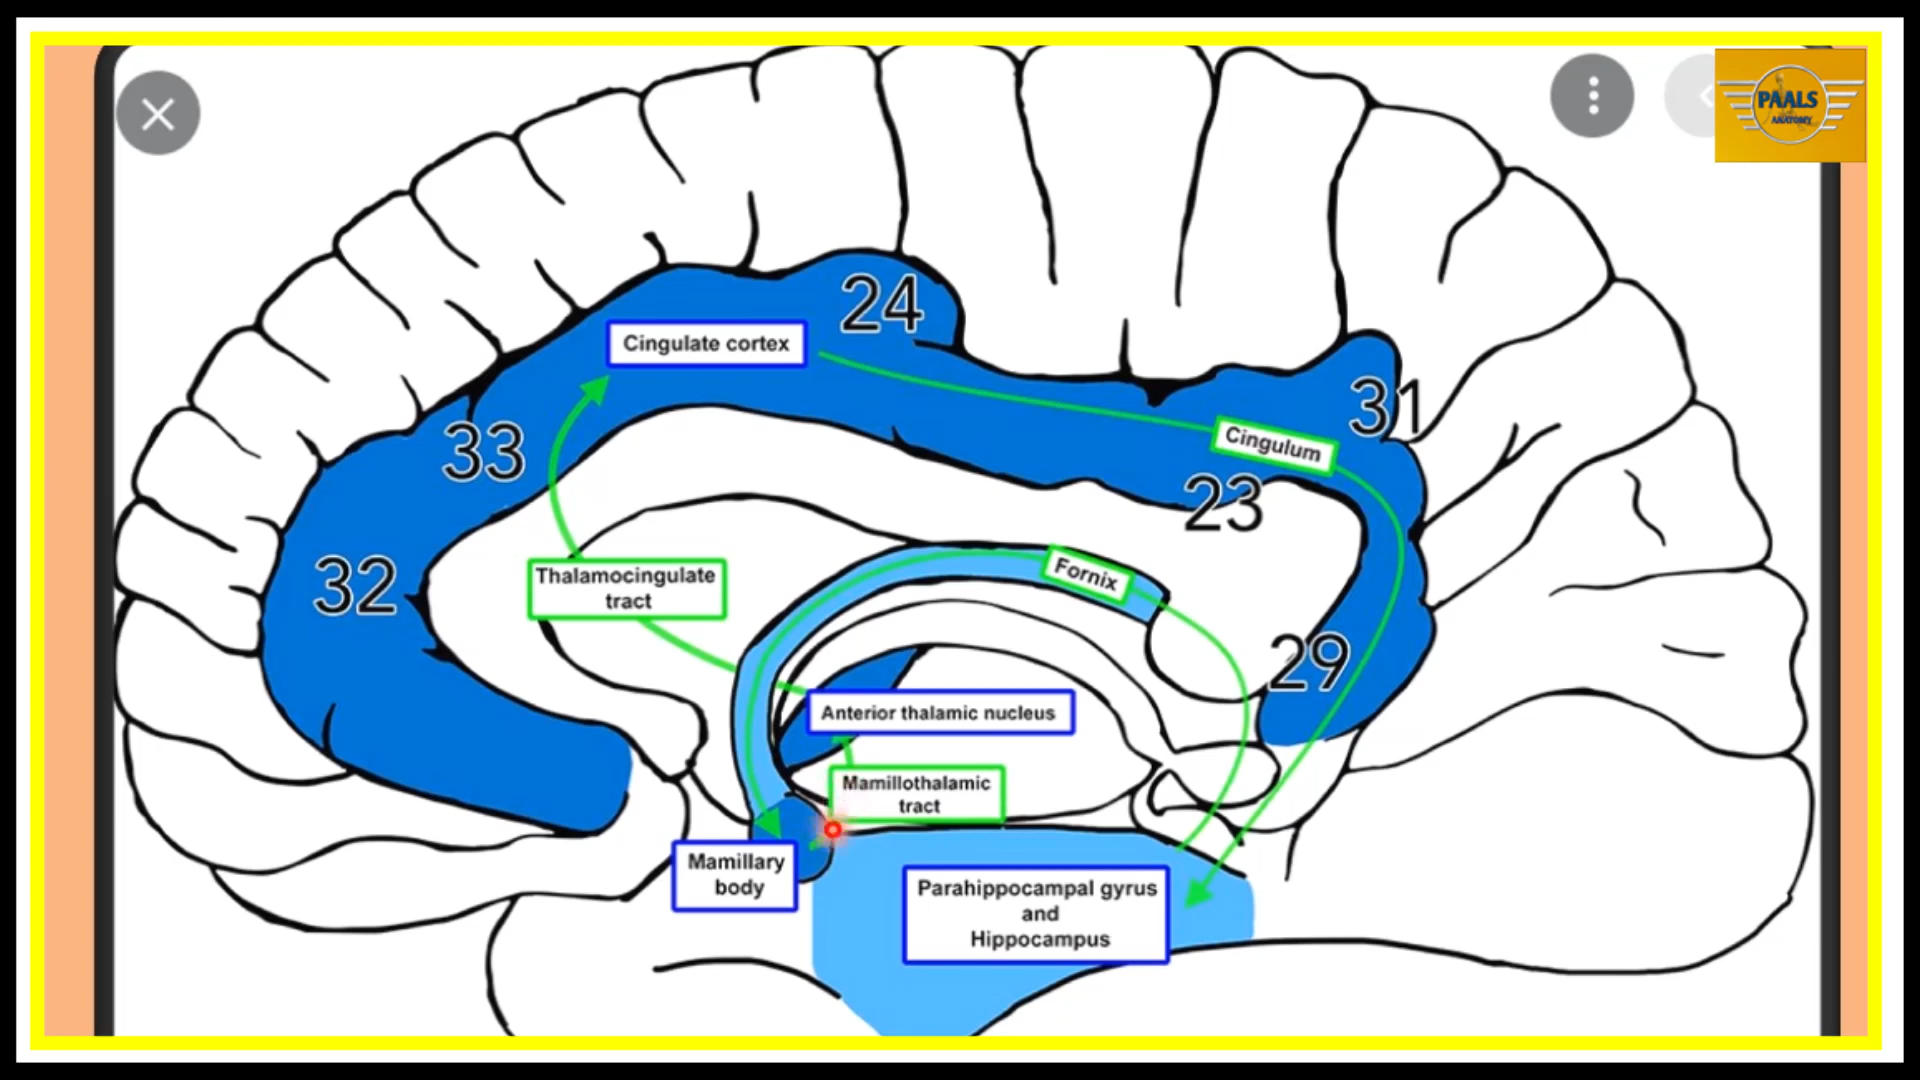 PAALS
ANATOMY
24
Cingulate cortex
31
33
Cingulum
23
32
Thalamocingulate
tract
Fornix
29
Anterior thalamic nucleus
Mamillothalamic
tract
Mamillary
body
Parahippocampal gyrus
and
Hippocampus